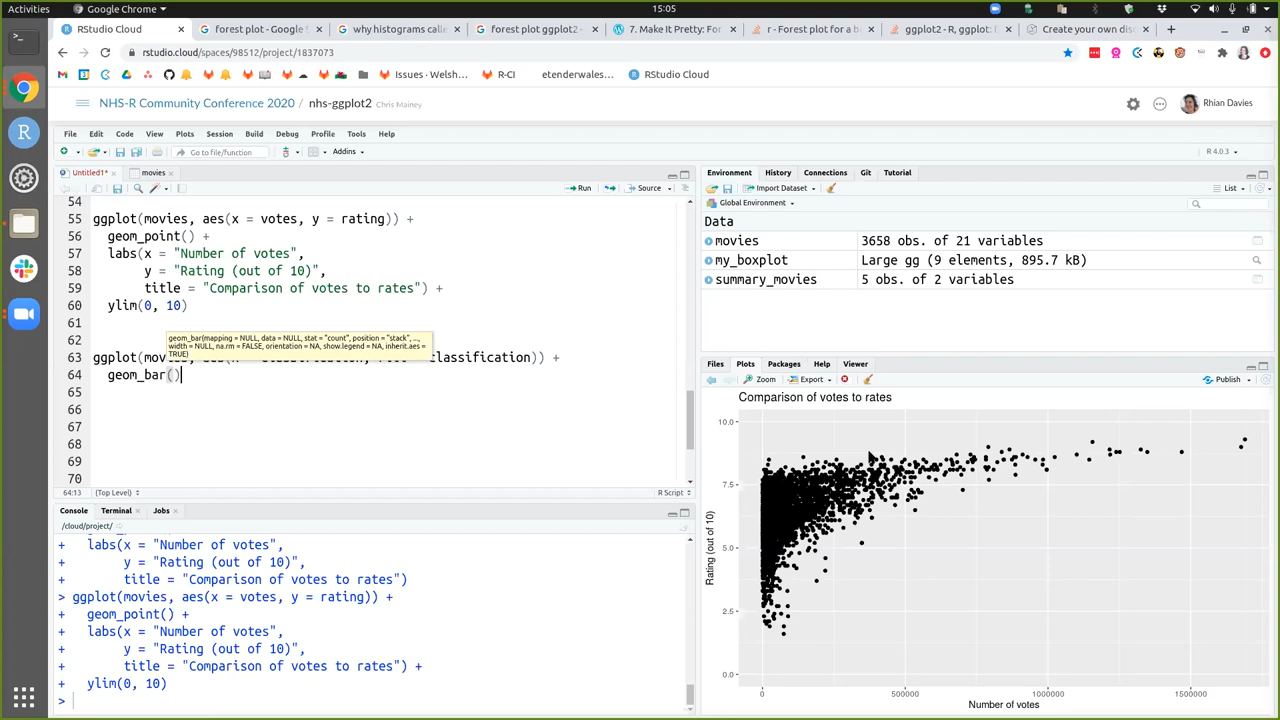 Activities
Google Chrome
15:05
RStudio Cloud
forest plot - Google S
why histograms calle
forest plot ggplot2 -
7. Make It Pretty: For
r - Forest plot for a b
ggplot2 - R, ggplot: E
Create your own dis
rstudio.cloud/spaces/98512/project/1837073
Issues · Welsh...
R-CI
etenderwales...
RStudio Cloud
NHS-R Community Conference 2020 / nhs-ggplot2 Chris Mainey
Rhian Davies
File Edit Code View Plots Session Build Debug Profile Tools Help
Go to file/function
Addins
R 4.0.3
Untitled1*
movies
Run
Source
54
55 ggplot(movies, aes(x = votes, y = rating)) +
56 geom_point() +
57 labs(x = "Number of votes",
58 y = "Rating (out of 10)",
59 title = "Comparison of votes to rates") +
60 ylim(0, 10)
61
62
geom_bar(mapping = NULL, data = NULL, stat = "count", position = "stack", ...,
width = NULL, na.rm = FALSE, orientation = NA, show.legend = NA, inherit.aes =
TRUE)
63 ggplot(movies, classification)) +
64 geom_bar()
65
66
67
68
69
70
64:13 (Top Level)
R Script
Console Terminal Jobs
/cloud/project/
+ labs(x = "Number of votes",
+ y = "Rating (out of 10)",
+ title = "Comparison of votes to rates")
> ggplot(movies, aes(x = votes, y = rating)) +
+ geom_point() +
+ labs(x = "Number of votes",
+ y = "Rating (out of 10)",
+ title = "Comparison of votes to rates") +
+ ylim(0, 10)
>
Environment History Connections Git Tutorial
Import Dataset
List
Global Environment
Data
movies 3658 obs. of 21 variables
my_boxplot Large gg (9 elements, 895.7 kB)
summary_movies 5 obs. of 2 variables
Files Plots Packages Help Viewer
Zoom Export Publish
Comparison of votes to rates
Rating (out of 10)
10.0
7.5
5.0
2.5
0.0
0 500000 1000000 1500000
Number of votes